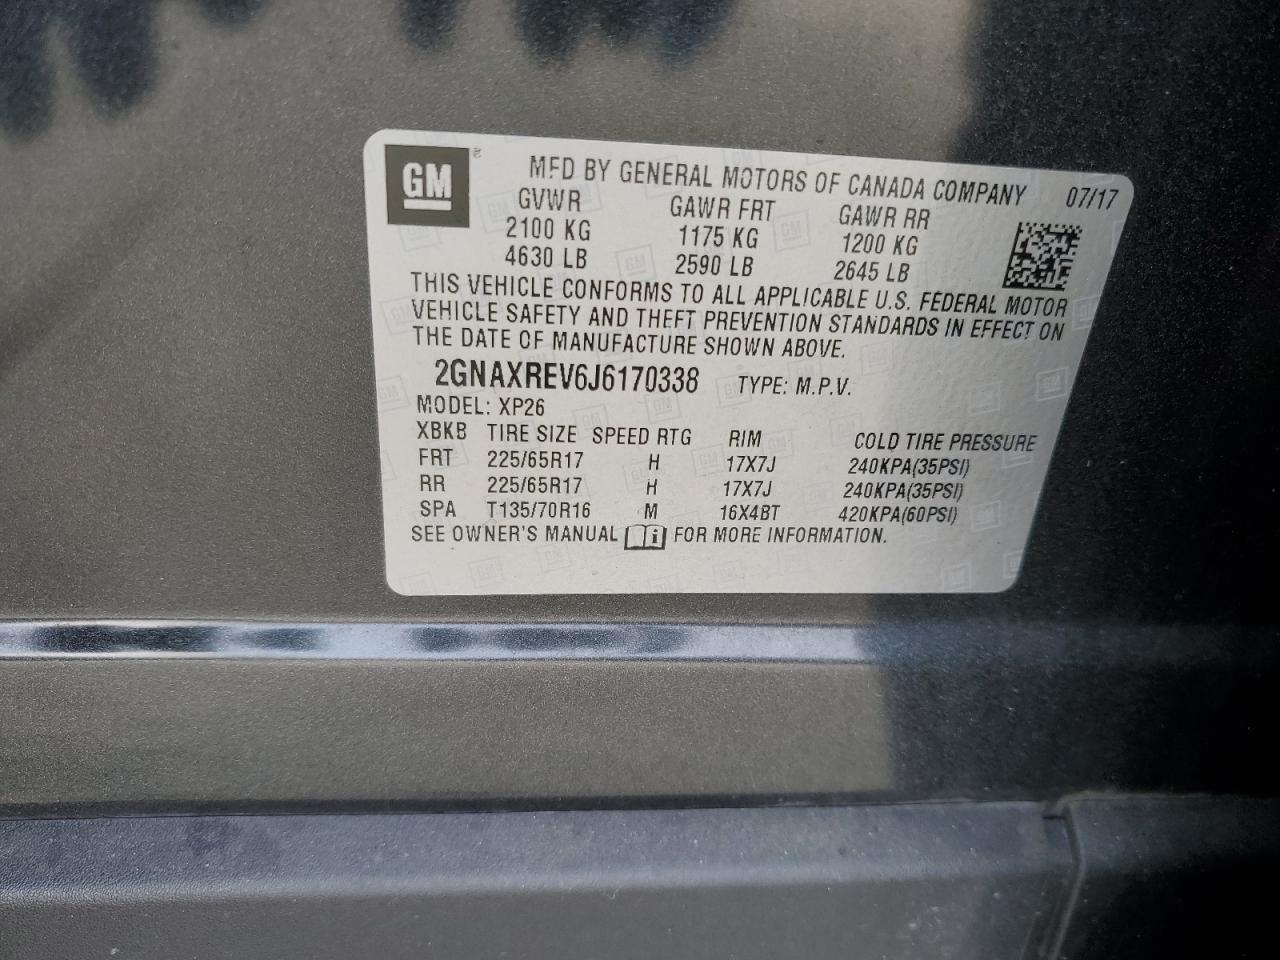 GM ® MFD BY GENERAL MOTORS OF CANADA COMPANY 07/17
GVWR GAWR FRT GAWR RR
2100 KG 1175 KG 1200 KG
4630 LB 2590 LB 2645 LB
THIS VEHICLE CONFORMS TO ALL APPLICABLE U.S. FEDERAL MOTOR
VEHICLE SAFETY AND THEFT PREVENTION STANDARDS IN EFFECT ON
THE DATE OF MANUFACTURE SHOWN ABOVE.
2GNAXREV6J6170338 TYPE: M.P.V.
MODEL: XP26
XBKB TIRE SIZE SPEED RTG RIM COLD TIRE PRESSURE
FRT 225/65R17 H 17X7J 240KPA(35PSI)
RR 225/65R17 H 17X7J 240KPA(35PSI)
SPA T135/70R16 M 16X4BT 420KPA(60PSI)
SEE OWNER'S MANUAL i FOR MORE INFORMATION.